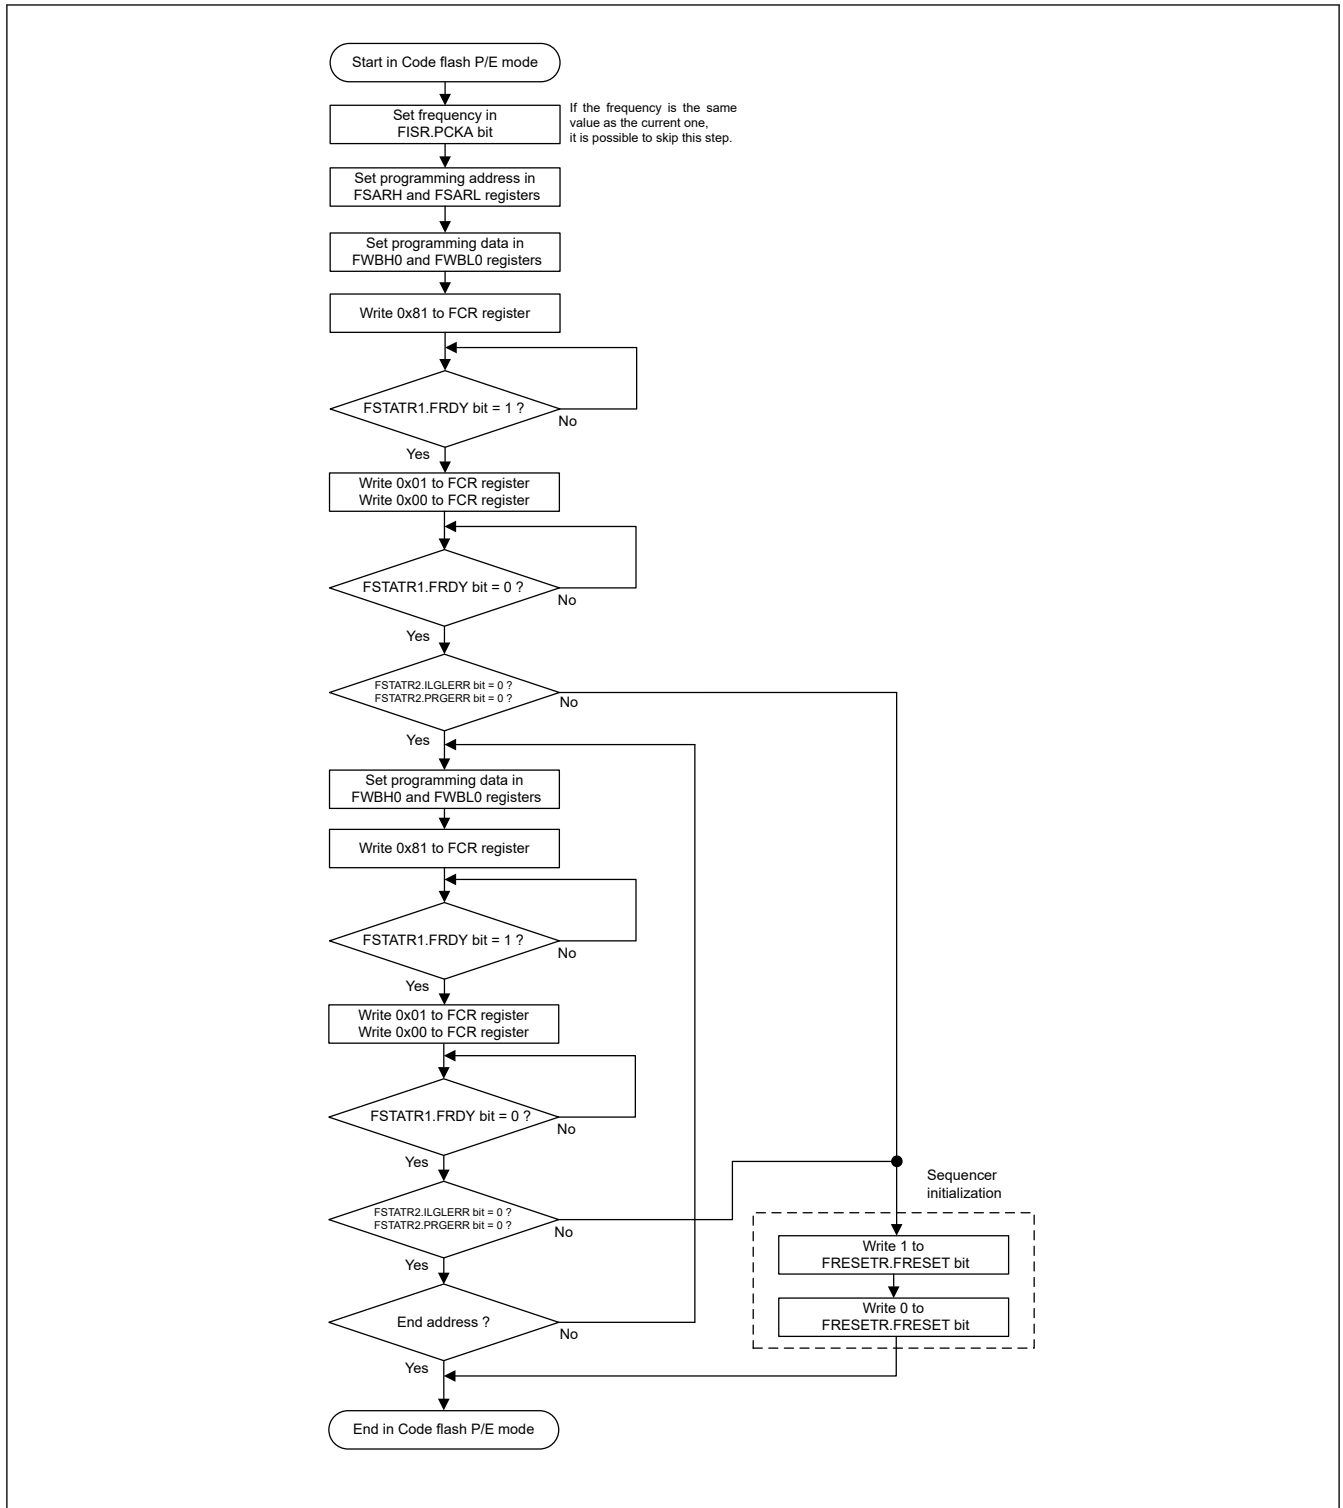 Start in Code flash P/E mode
Set frequency in
FISR.PCKA bit
If the frequency is the same
value as the current one,
it is possible to skip this step.
Set programming address in
FSARH and FSARL registers
Set programming data in
FWBH0 and FWBL0 registers
Write 0x81 to FCR register
FSTATR1.FRDY bit = 1 ?
No
Yes
Write 0x01 to FCR register
Write 0x00 to FCR register
FSTATR1.FRDY bit = 0 ?
No
Yes
FSTATR2.ILGLERR bit = 0 ?
FSTATR2.PRGERR bit = 0 ?
No
Yes
Set programming data in
FWBH0 and FWBL0 registers
Write 0x81 to FCR register
FSTATR1.FRDY bit = 1 ?
No
Yes
Write 0x01 to FCR register
Write 0x00 to FCR register
FSTATR1.FRDY bit = 0 ?
No
Yes
Sequencer
initialization
FSTATR2.ILGLERR bit = 0 ?
FSTATR2.PRGERR bit = 0 ?
No
Yes
Write 1 to
FRESETR.FRESET bit
Write 0 to
FRESETR.FRESET bit
End address ?
No
Yes
End in Code flash P/E mode